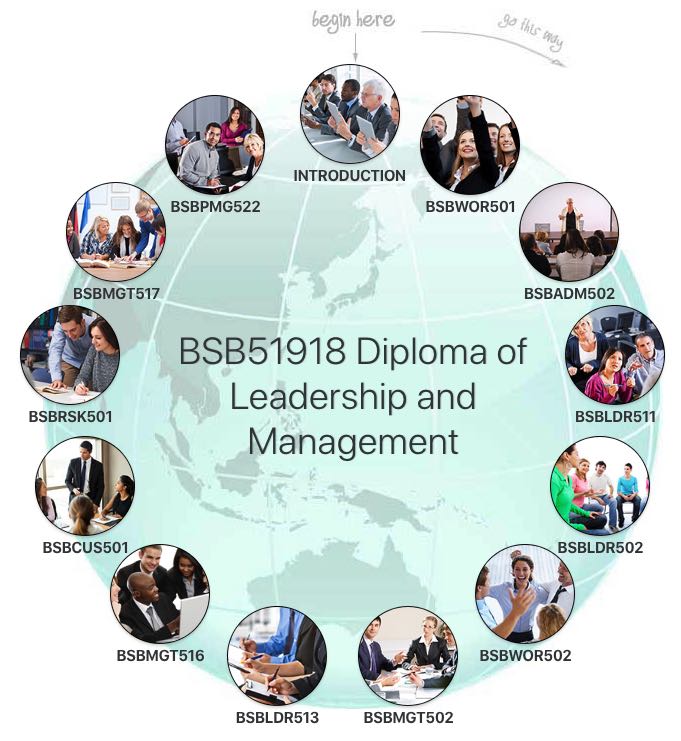 begin here
go this way
INTRODUCTION
BSBWOR501
BSBADM502
BSBLDR511
BSBLDR502
BSBWOR502
BSBMGT502
BSBLDR513
BSBMGT516
BSBCUS501
BSBRSK501
BSBMGT517
BSBPMG522
BSB51918 Diploma of
Leadership and
Management